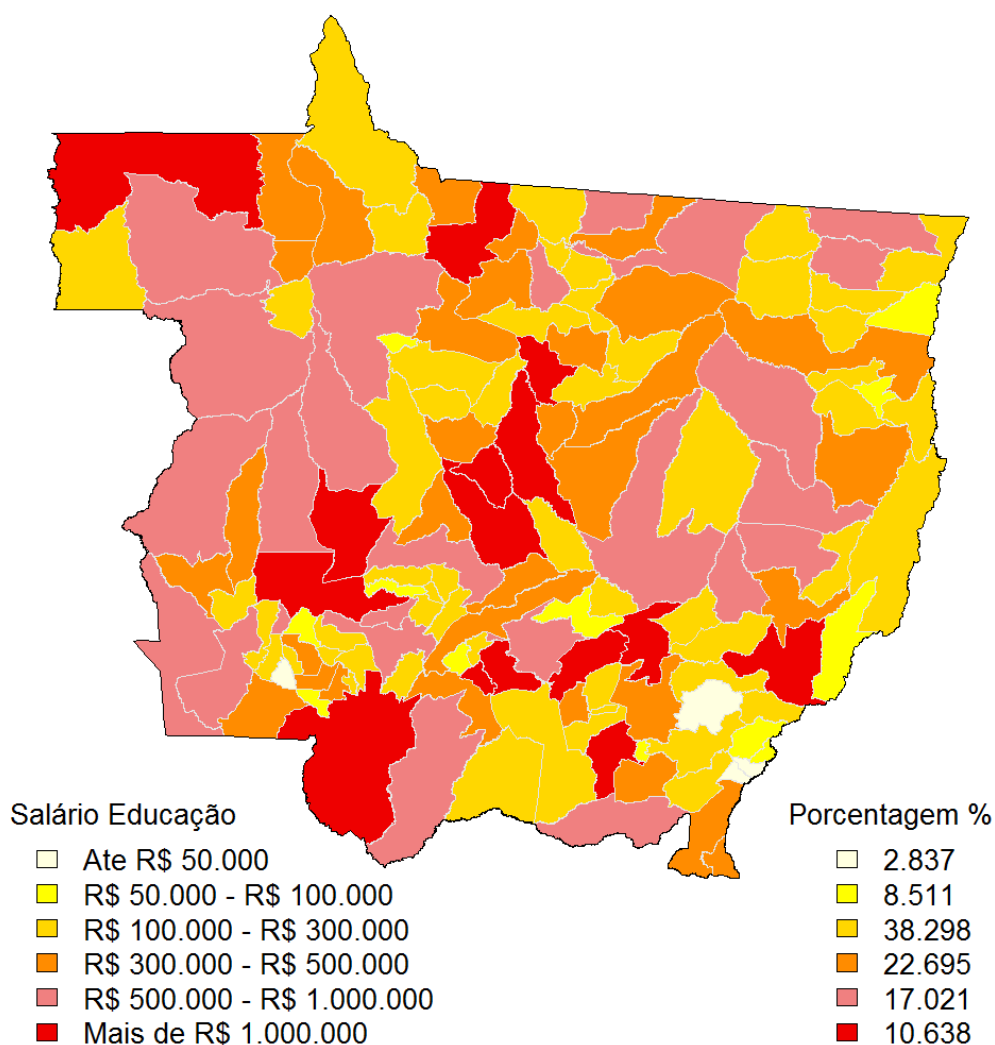 Salário Educação
Ate R$ 50.000
R$ 50.000 - R$ 100.000
R$ 100.000 - R$ 300.000
R$ 300.000 - R$ 500.000
R$ 500.000 - R$ 1.000.000
Mais de R$ 1.000.000
Porcentagem %
2.837
8.511
38.298
22.695
17.021
10.638